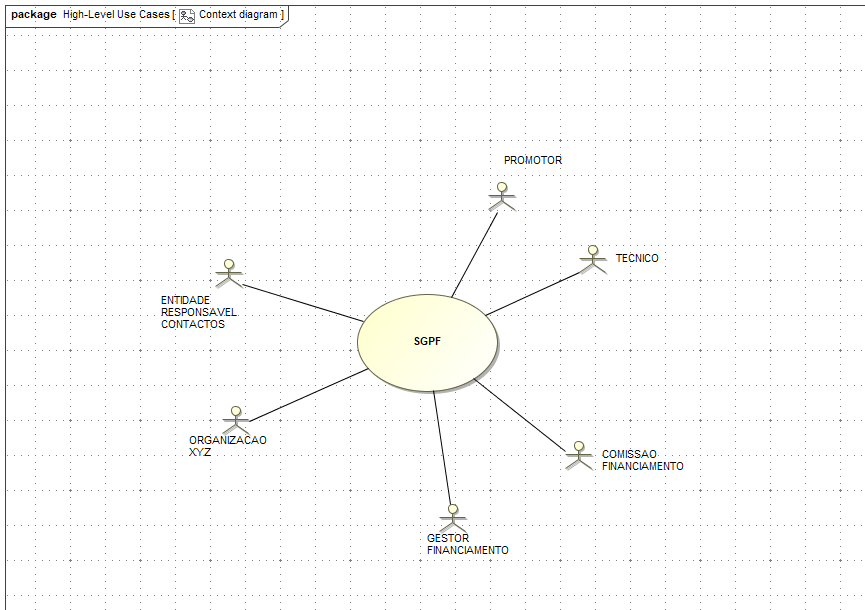 package High-Level Use Cases [ Context diagram ]
PROMOTOR
TECNICO
ENTIDADE
RESPONSAVEL
CONTACTOS
SGPF
ORGANIZACAO
XYZ
COMISSAO
FINANCIAMENTO
GESTOR
FINANCIAMENTO